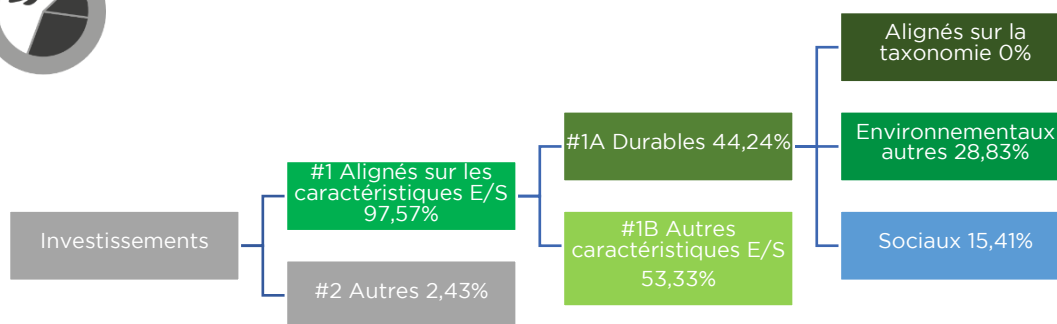 Alignés sur la
taxonomie 0%
#1A Durables 44,24%
Environnementaux
autres 28,83%
#1 Alignés sur les
caractéristiques E/S
97,57%
Investissements
#1B Autres
caractéristiques E/S
53,33%
Sociaux 15,41%
#2 Autres 2,43%